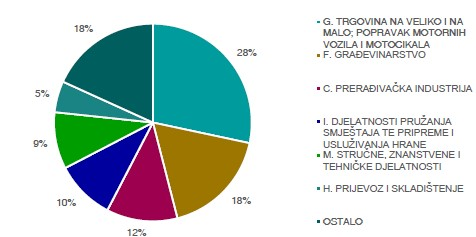 18%
28%
5%
9%
10%
12%
18%
G. TRGOVINA NA VELIKO I NA
MALO; POPRAVAK MOTORNIH
VOZILA I MOTOCIKALA
F. GRAĐEVINARSTVO
C. PRERAĐIVAČKA INDUSTRIJA
I. DJELATNOSTI PRUŽANJA
SMJEŠTAJA TE PRIPREME I
USLUŽIVANJA HRANE
M. STRUČNE, ZNANSTVENE I
TEHNIČKE DJELATNOSTI
H. PRIJEVOZ I SKLADIŠTENJE
OSTALO